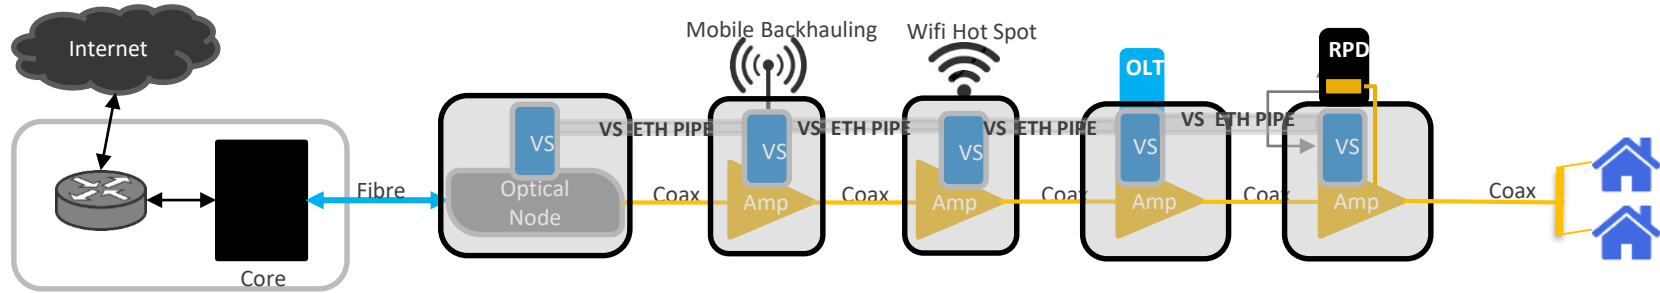 Internet
Core
Fibre
VS
Optical
Node
VS ETH PIPE
Coax
Mobile Backhauling
VS
Amp
VS ETH PIPE
Coax
Wifi Hot Spot
VS
Amp
VS ETH PIPE
Coax
OLT
VS
Amp
VS ETH PIPE
Coax
RPD
VS
Amp
Coax